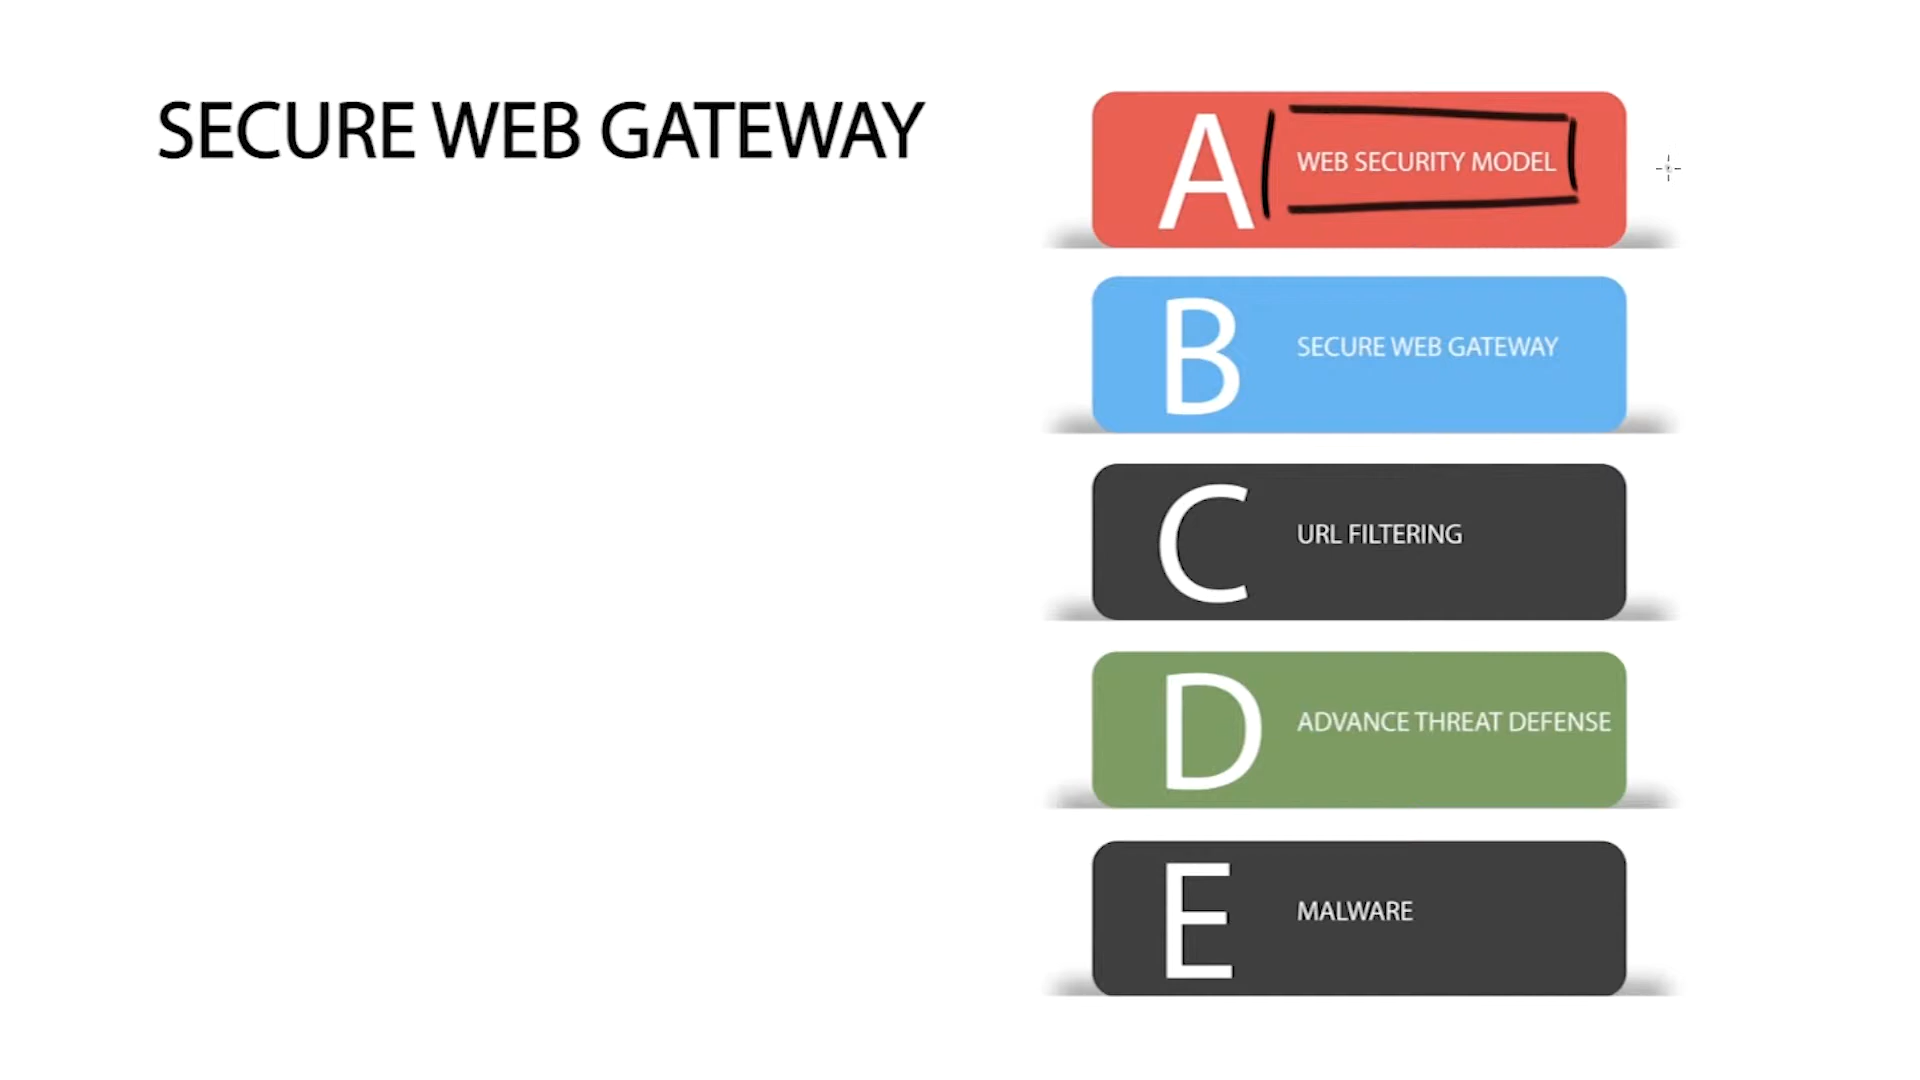 SECURE WEB GATEWAY
A WEB SECURITY MODEL
B SECURE WEB GATEWAY
C URL FILTERING
D ADVANCE THREAT DEFENSE
E MALWARE